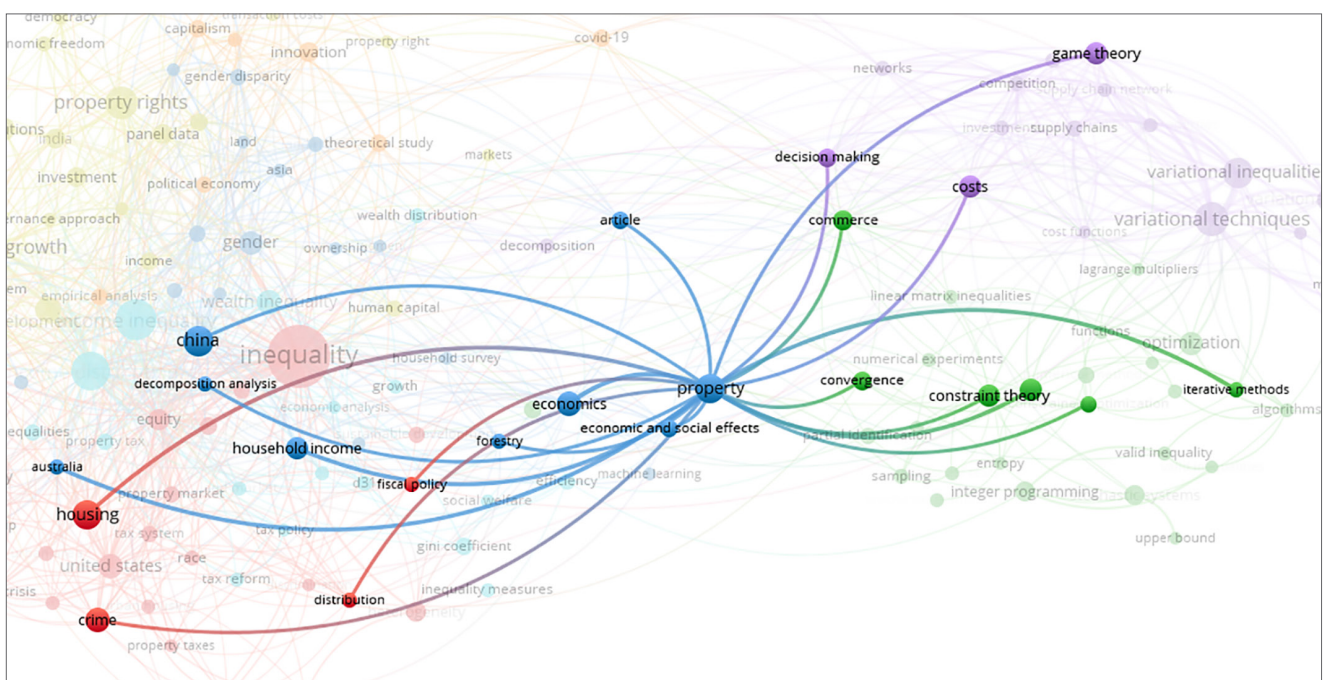 democracy
transaction costs
capitalism
nomic freedom
innovation
property right
covid-19
game theory
networks
gender disparity
competition
pply chain network
property rights
tions
india
panel data
land
theoretical study
supply chains
markets
decision making
asia
investment
political economy
variational inequalitie
costs
ernance approach
wealth distribution
article
commerce
variational techniques
cost functions
growth
gender
ownership
decomposition
income
lagrange multipliers
em
empirical analysis
wealth inequality
human capital
linear matrix inequalities
income inequality
functions
china
inequality
household survey
numerical experiments
optimization
decomposition analysis
growth
property
convergence
iterative methods
economics
constraint theory
economic analysis
algorithms
equity
equalities
property tax
economic and social effects
partial identification
household income
forestry
valid inequality
australia
machine learning
entropy
sampling
d31
fiscal policy
efficiency
property market
social welfare
integer programming
housing
tax system
tax policy
upper bound
gini coefficient
united states
race
tax reform
crisis
inequality measures
distribution
crime
property taxes